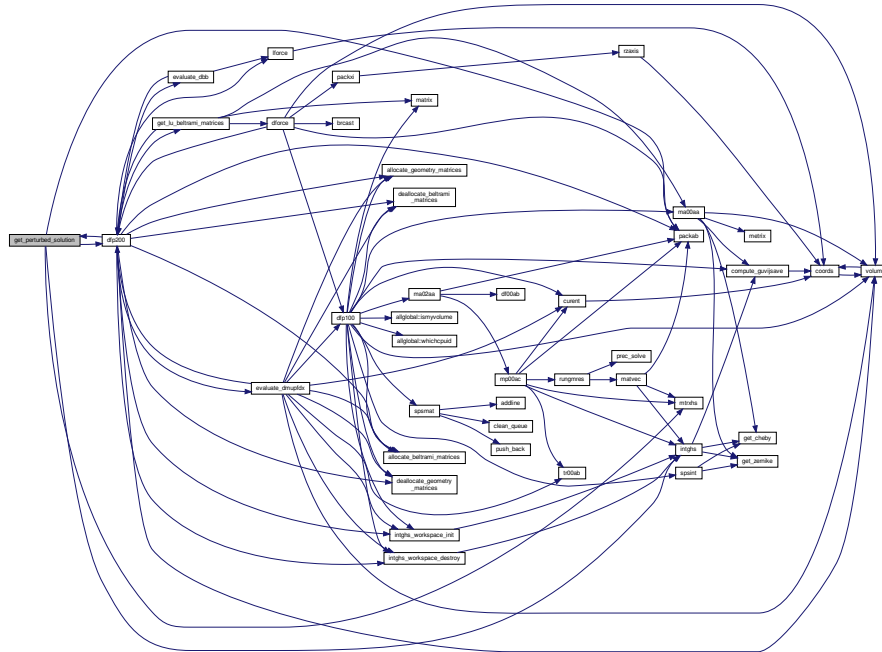 rzaxis
lforce
evaluate_dbb
packxi
matrix
get_lu_beltrami_matrices
dforce
brcast
allocate_geometry_matrices
deallocate_beltrami
_matrices
ma00aa
get_perturbed_solution
dfp200
packab
matrix
compute_guvijsave
coords
volum
ma02aa
df00ab
curent
dfp100
allglobal::ismyvolume
allglobal::whichcpuid
prec_solve
evaluate_dmupfdx
mp00ac
rungmres
matvec
spsmat
addline
mtrxhs
clean_queue
push_back
get_cheby
intghs
allocate_beltrami_matrices
get_zernike
tr00ab
spsint
deallocate_geometry
_matrices
intghs_workspace_init
intghs_workspace_destroy